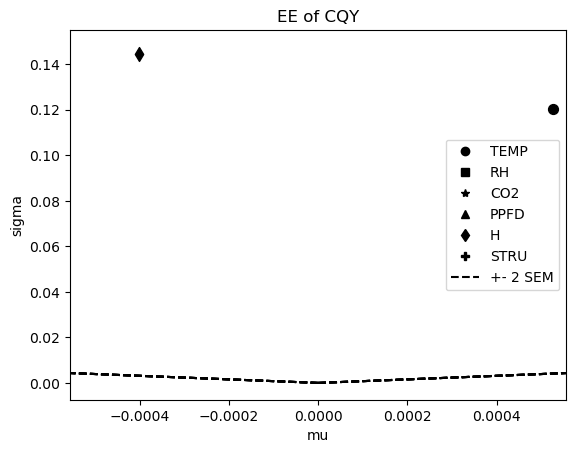 EE of CQY
sigma
0.14
0.12
0.10
0.08
0.06
0.04
0.02
0.00
TEMP
RH
CO2
PPFD
H
STRU
+- 2 SEM
−0.0004
−0.0002
0.0000
0.0002
0.0004
mu